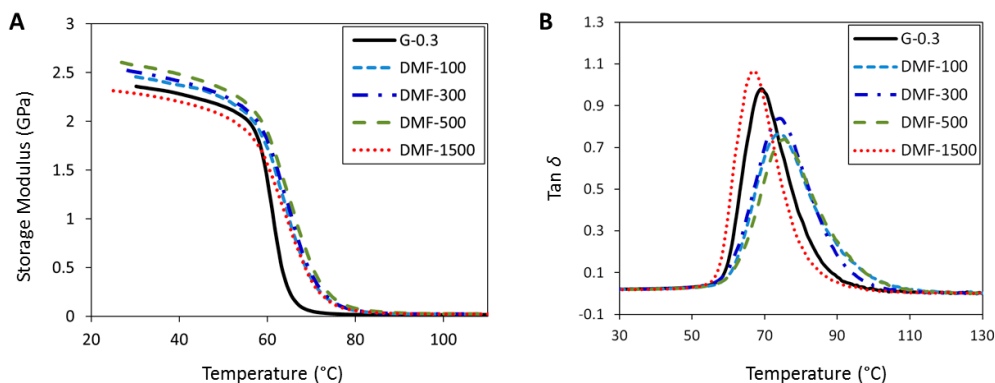 A
Storage Modulus (GPa)
3
2.5
2
1.5
1
0.5
0
20
40
60
80
100
Temperature (°C)
G-0.3
DMF-100
DMF-300
DMF-500
DMF-1500
B
Tan δ
1.3
1.1
0.9
0.7
0.5
0.3
0.1
-0.1
30
50
70
90
110
130
Temperature (°C)
G-0.3
DMF-100
DMF-300
DMF-500
DMF-1500